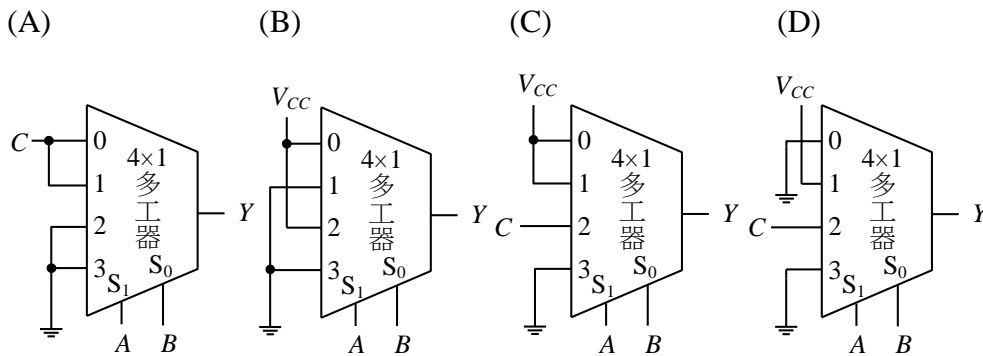 (A) (B) (C) (D)
C 0 1 2 3 4×1 多工器 S1 S0 A B Y
VCC 0 1 2 3 4×1 多工器 S1 S0 A B Y
VCC C 0 1 2 3 4×1 多工器 S1 S0 A B Y
VCC C 0 1 2 3 4×1 多工器 S1 S0 A B Y